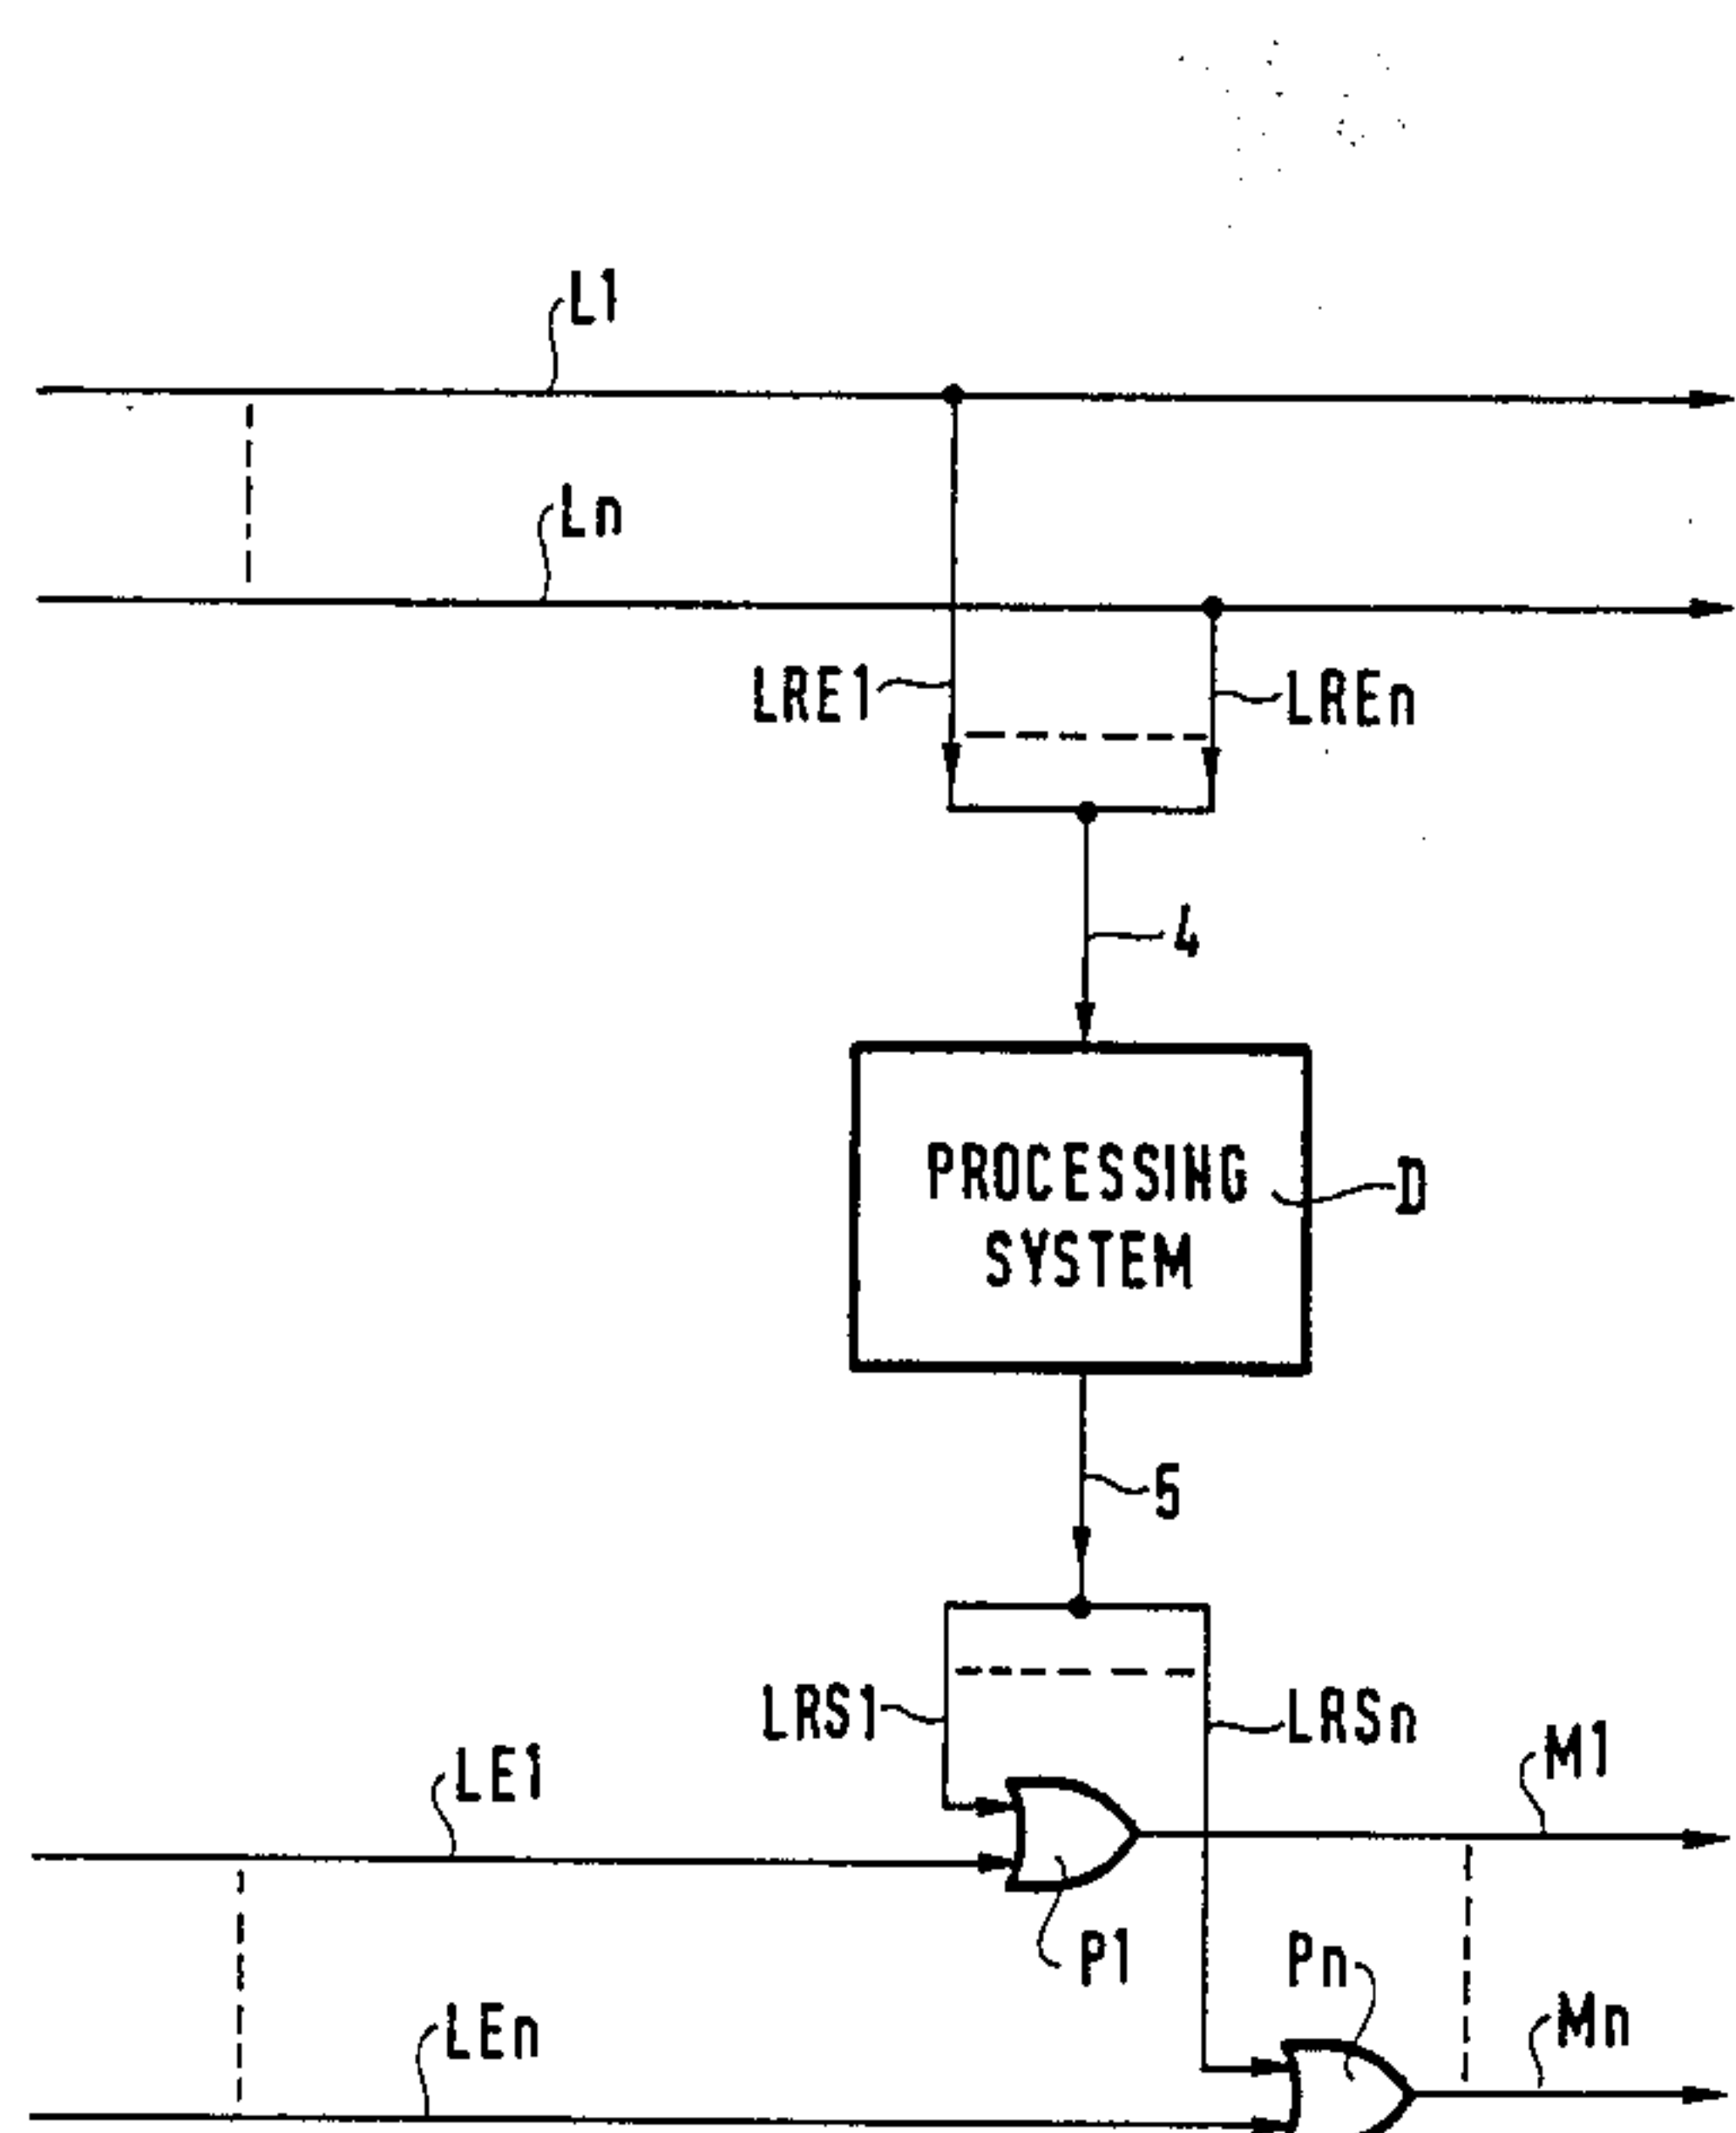 L1
Ln
LRE1
LREn
4
PROCESSING
SYSTEM
D
5
LRS1
LRSn
LE1
M1
P1
Pn
LEn
Mn